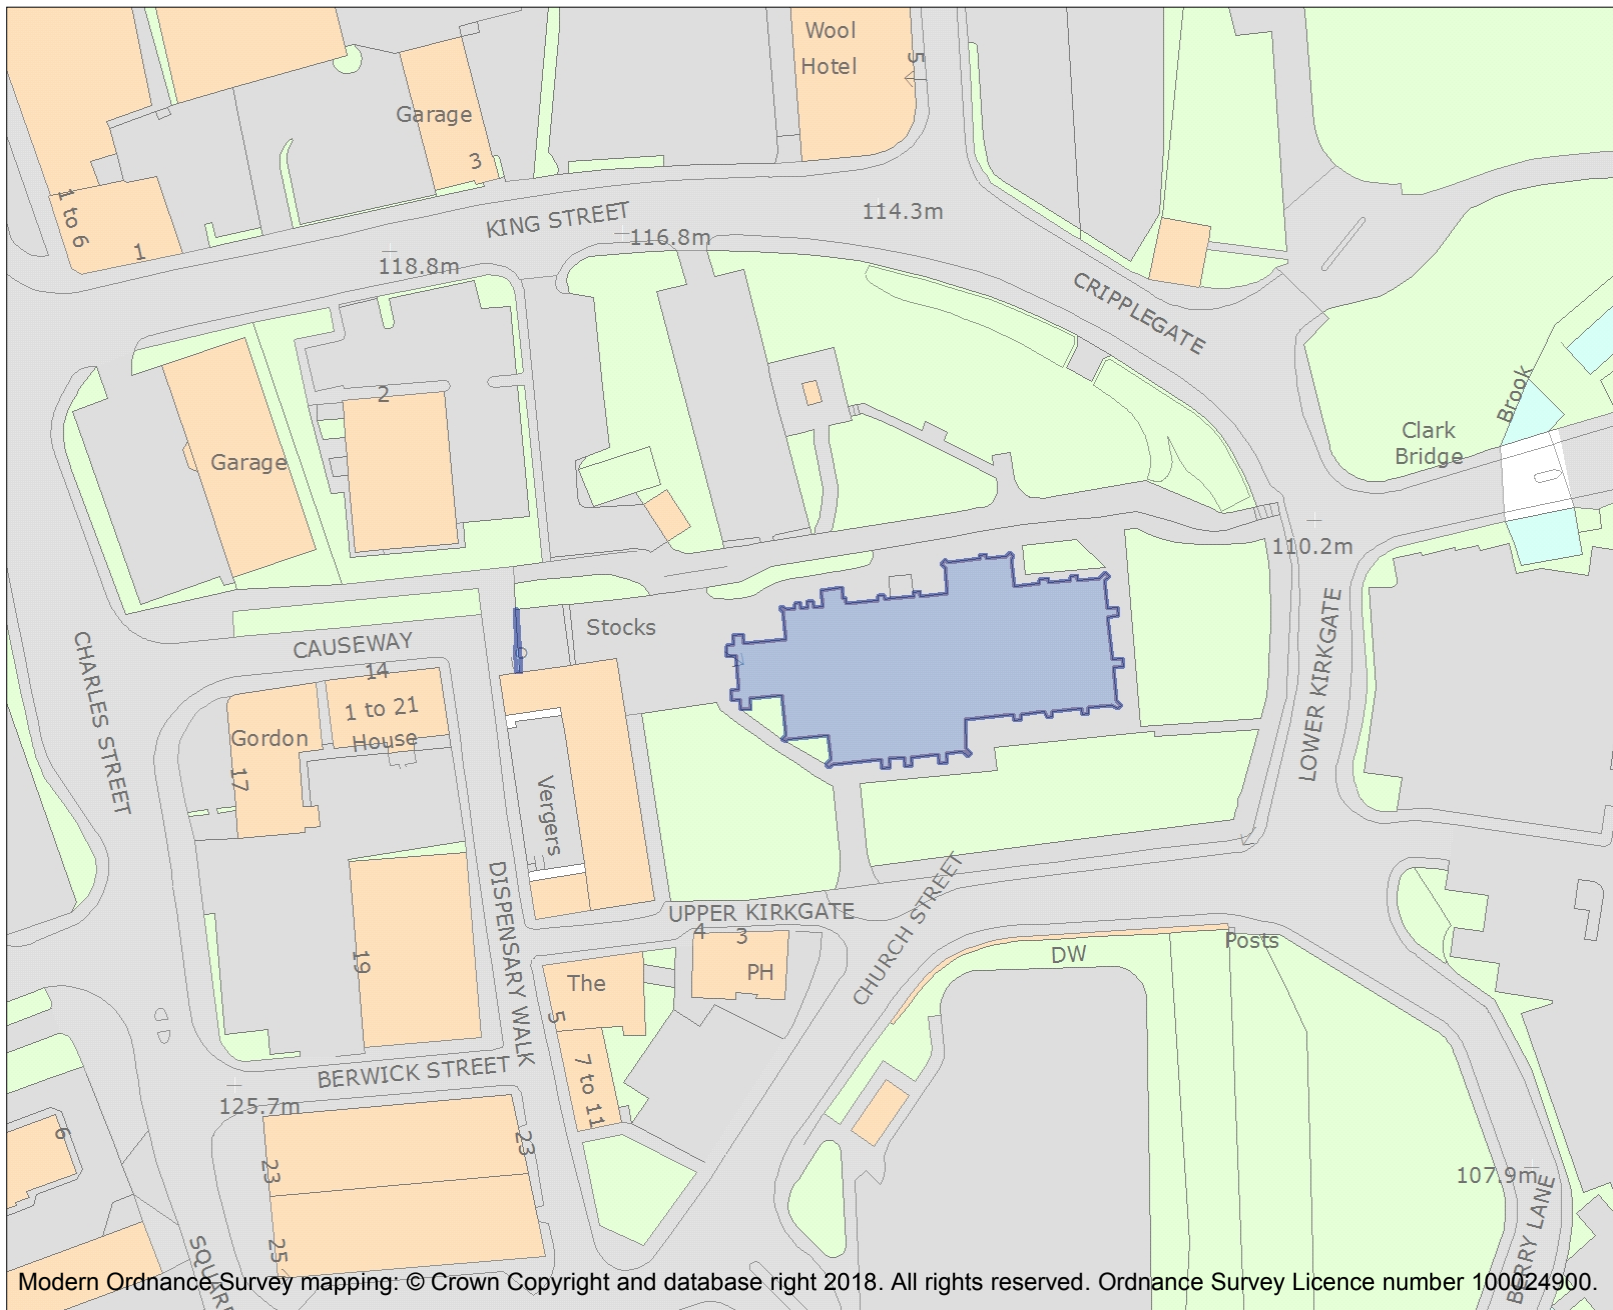 Wool
Hotel
5
Garage
3
1 to 6
1
KING STREET
114.3m
116.8m
118.8m
CRIPPLEGATE
2
Garage
Brook
Clark
Bridge
110.2m
Stocks
CAUSEWAY
14
1 to 21
House
Gordon
17
CHARLES STREET
LOWER KIRKGATE
Vergers
DISPENSARY WALK
UPPER KIRKGATE
4
3
PH
CHURCH STREET
DW
Posts
19
The
5
7 to 11
BERWICK STREET
125.7m
6
23
23
25
107.9m
BERRY LANE
SQUAR
Modern Ordnance Survey mapping: © Crown Copyright and database right 2018. All rights reserved. Ordnance Survey Licence number 100024900.